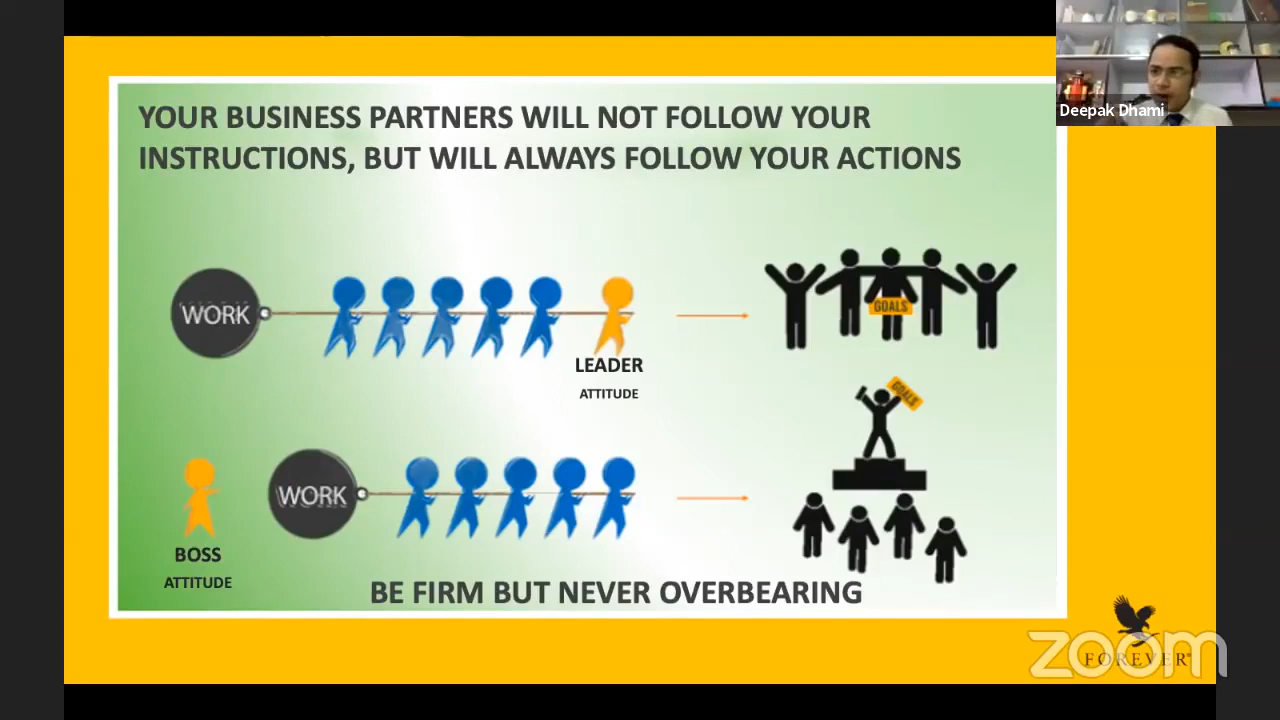 Deepak Dhami
YOUR BUSINESS PARTNERS WILL NOT FOLLOW YOUR
INSTRUCTIONS, BUT WILL ALWAYS FOLLOW YOUR ACTIONS
WORK
GOALS
LEADER
ATTITUDE
GOALS
WORK
BOSS
ATTITUDE
BE FIRM BUT NEVER OVERBEARING
zoom
FOREVER